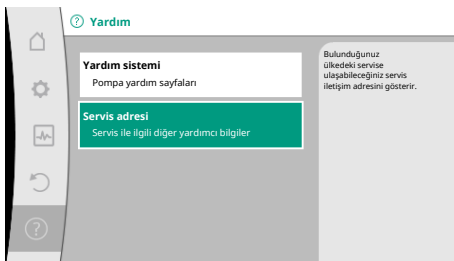 Yardım
Yardım sistemi
Pompa yardım sayfaları
Servis adresi
Servis ile ilgili diğer yardımcı bilgiler
Bulunduğunuz
ülkedeki servise
ulaşabileceğiniz servis
iletişim adresini gösterir.